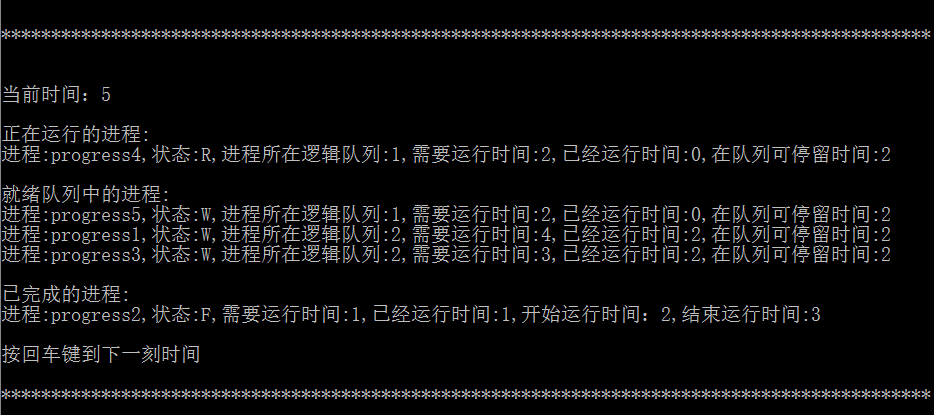 *********************************************************************************************
当前时间：5
正在运行的进程:
进程:progress4,状态:R,进程所在逻辑队列:1,需要运行时间:2,已经运行时间:0,在队列可停留时间:2
就绪队列中的进程:
进程:progress5,状态:W,进程所在逻辑队列:1,需要运行时间:2,已经运行时间:0,在队列可停留时间:2
进程:progress1,状态:W,进程所在逻辑队列:2,需要运行时间:4,已经运行时间:2,在队列可停留时间:2
进程:progress3,状态:W,进程所在逻辑队列:2,需要运行时间:3,已经运行时间:2,在队列可停留时间:2
已完成的进程:
进程:progress2,状态:F,需要运行时间:1,已经运行时间:1,开始运行时间：2,结束运行时间:3
按回车键到下一刻时间
*********************************************************************************************